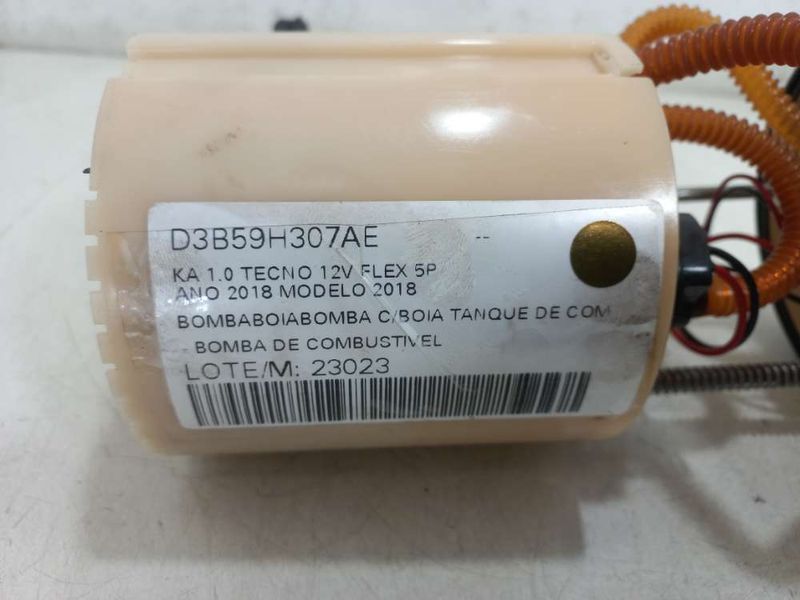 D3B59H307AE --
KA 1.0 TECNO 12V FLEX 5P
ANO 2018 MODELO 2018
BOMBABOIABOMBA C/BOIA TANQUE DE COM
- BOMBA DE COMBUSTIVEL
LOTE/M: 23023